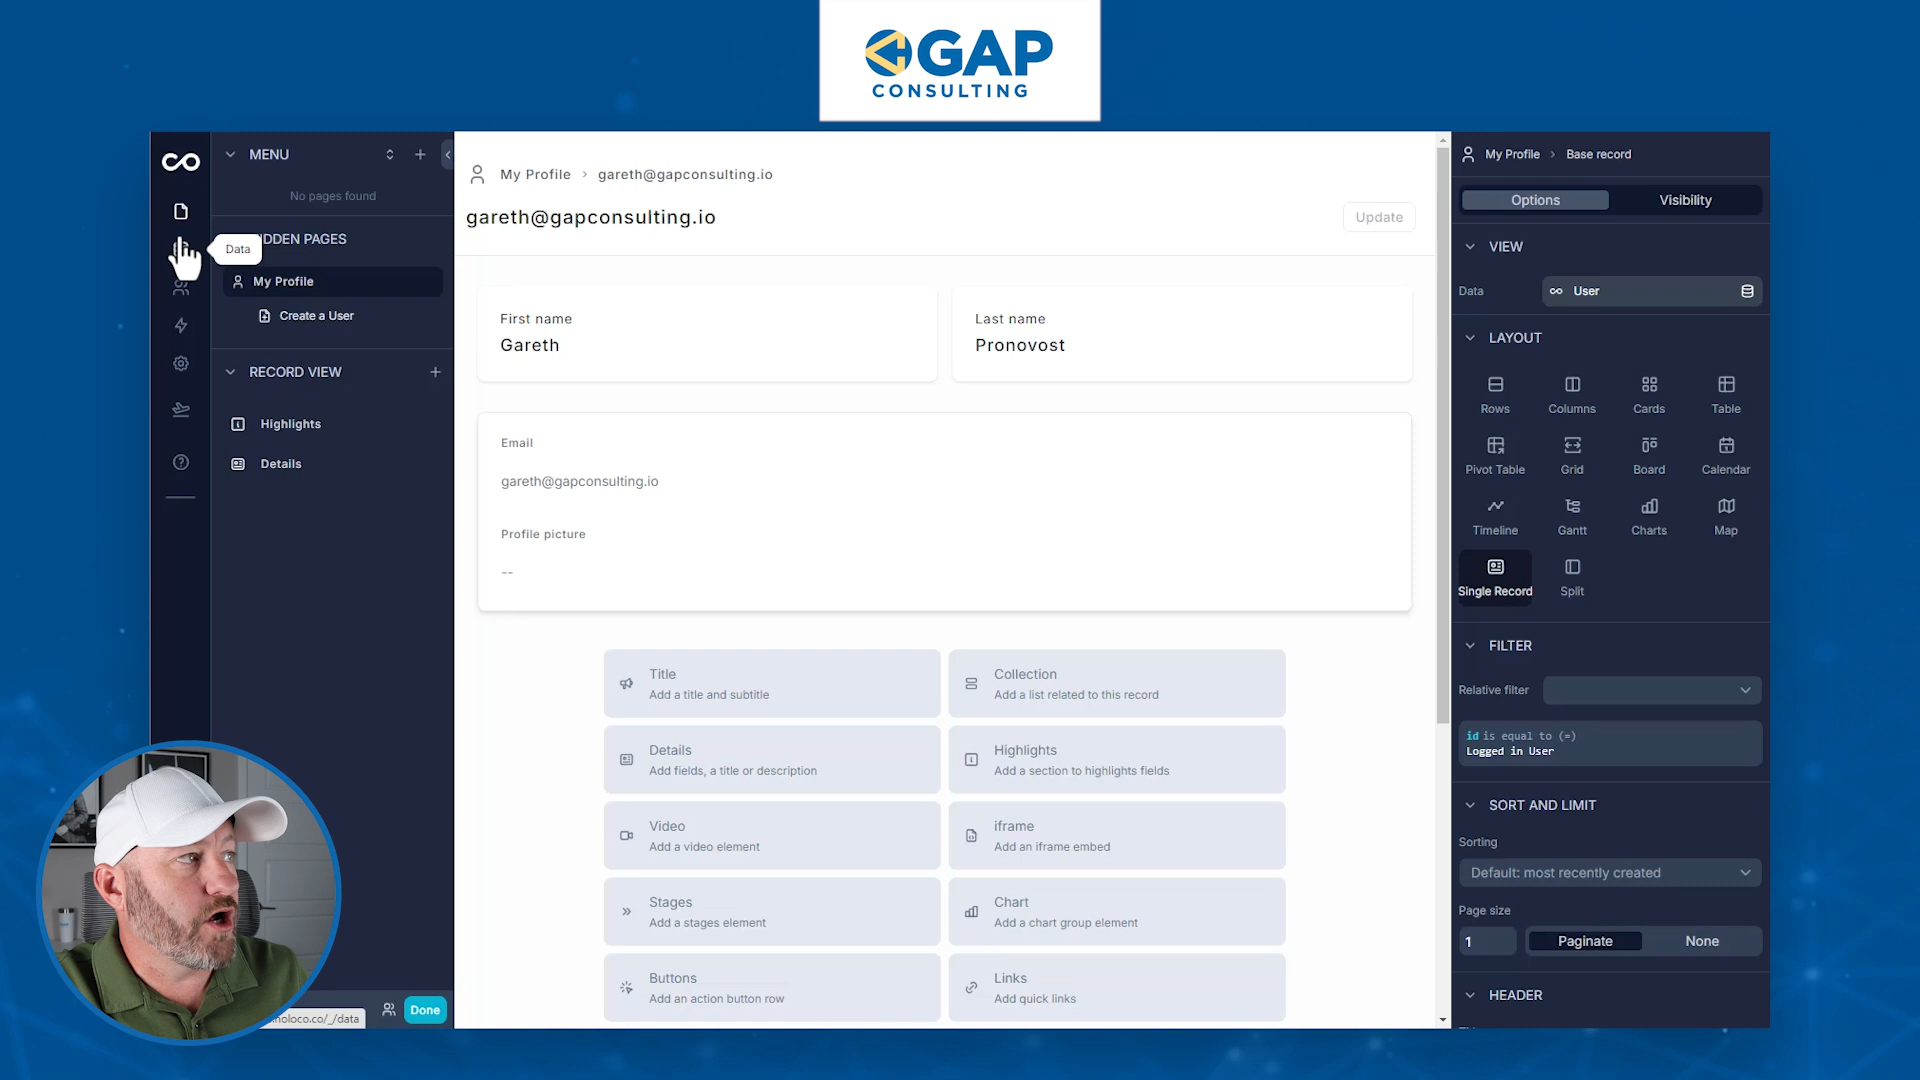 GAP
CONSULTING
MENU
No pages found
Data
IDDEN PAGES
My Profile
Create a User
RECORD VIEW
Highlights
Details
noloco.co/_/data
Done
My Profile > gareth@gapconsulting.io
gareth@gapconsulting.io
Update
First name
Gareth
Last name
Pronovost
Email
gareth@gapconsulting.io
Profile picture
--
Title
Add a title and subtitle
Collection
Add a list related to this record
Details
Add fields, a title or description
Highlights
Add a section to highlights fields
Video
Add a video element
iframe
Add an iframe embed
Stages
Add a stages element
Chart
Add a chart group element
Buttons
Add an action button row
Links
Add quick links
My Profile > Base record
Options
Visibility
VIEW
Data
User
LAYOUT
Rows
Columns
Cards
Table
Pivot Table
Grid
Board
Calendar
Timeline
Gantt
Charts
Map
Single Record
Split
FILTER
Relative filter
id is equal to (=)
Logged in User
SORT AND LIMIT
Sorting
Default: most recently created
Page size
1
Paginate
None
HEADER